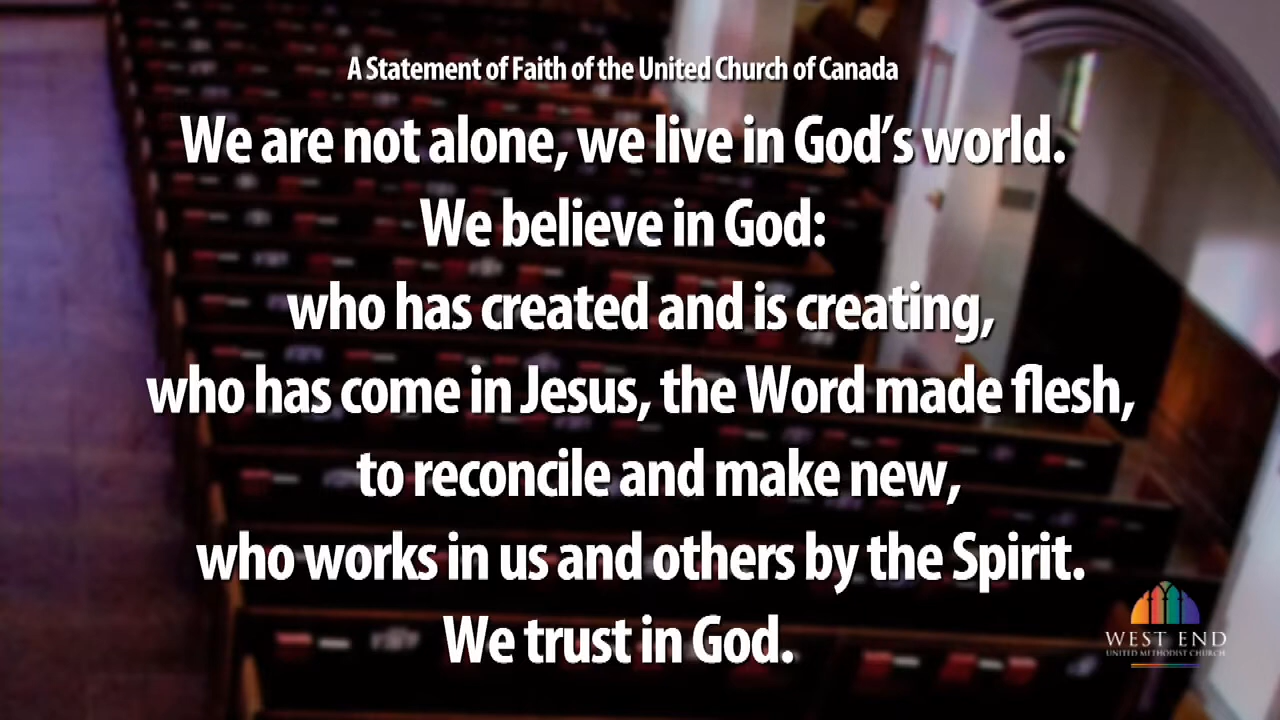 A Statement of Faith of the United Church of Canada
We are not alone, we live in God's world.
We believe in God:
who has created and is creating,
who has come in Jesus, the Word made flesh,
to reconcile and make new,
who works in us and others by the Spirit.
We trust in God.
WEST END
UNITED METHODIST CHURCH